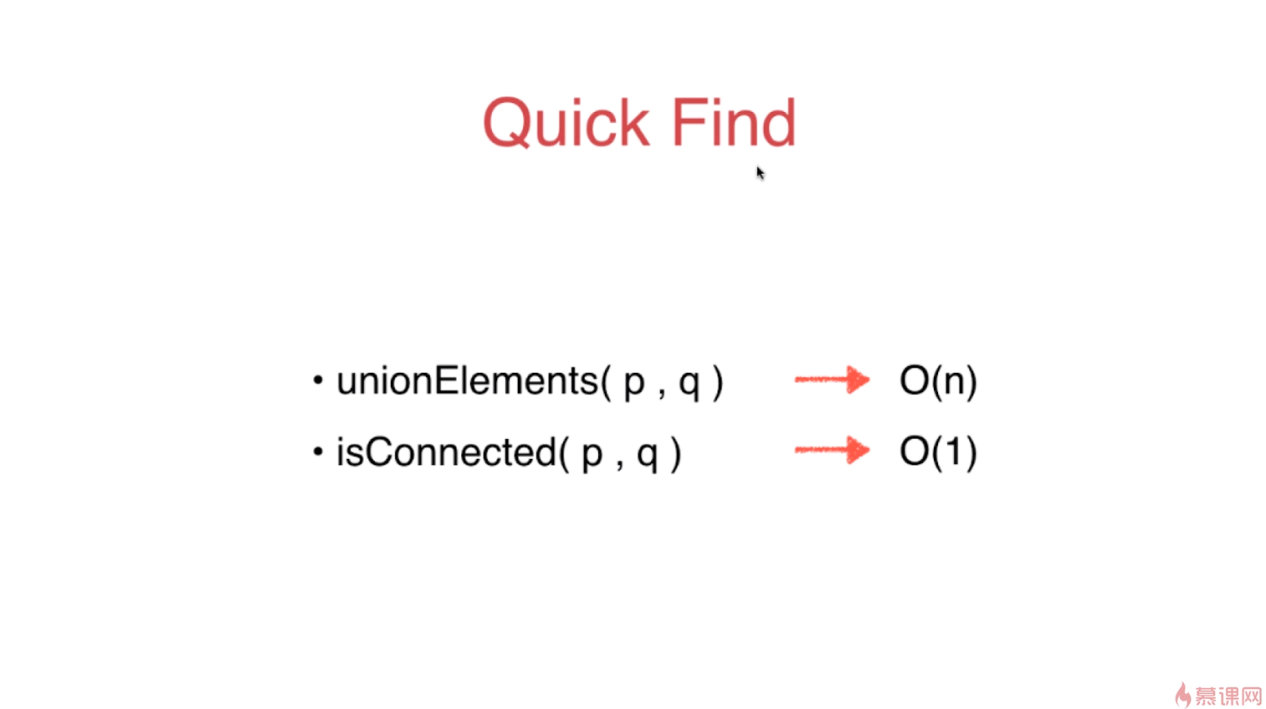 Quick Find
• unionElements( p , q ) O(n)
• isConnected( p , q ) O(1)
慕课网